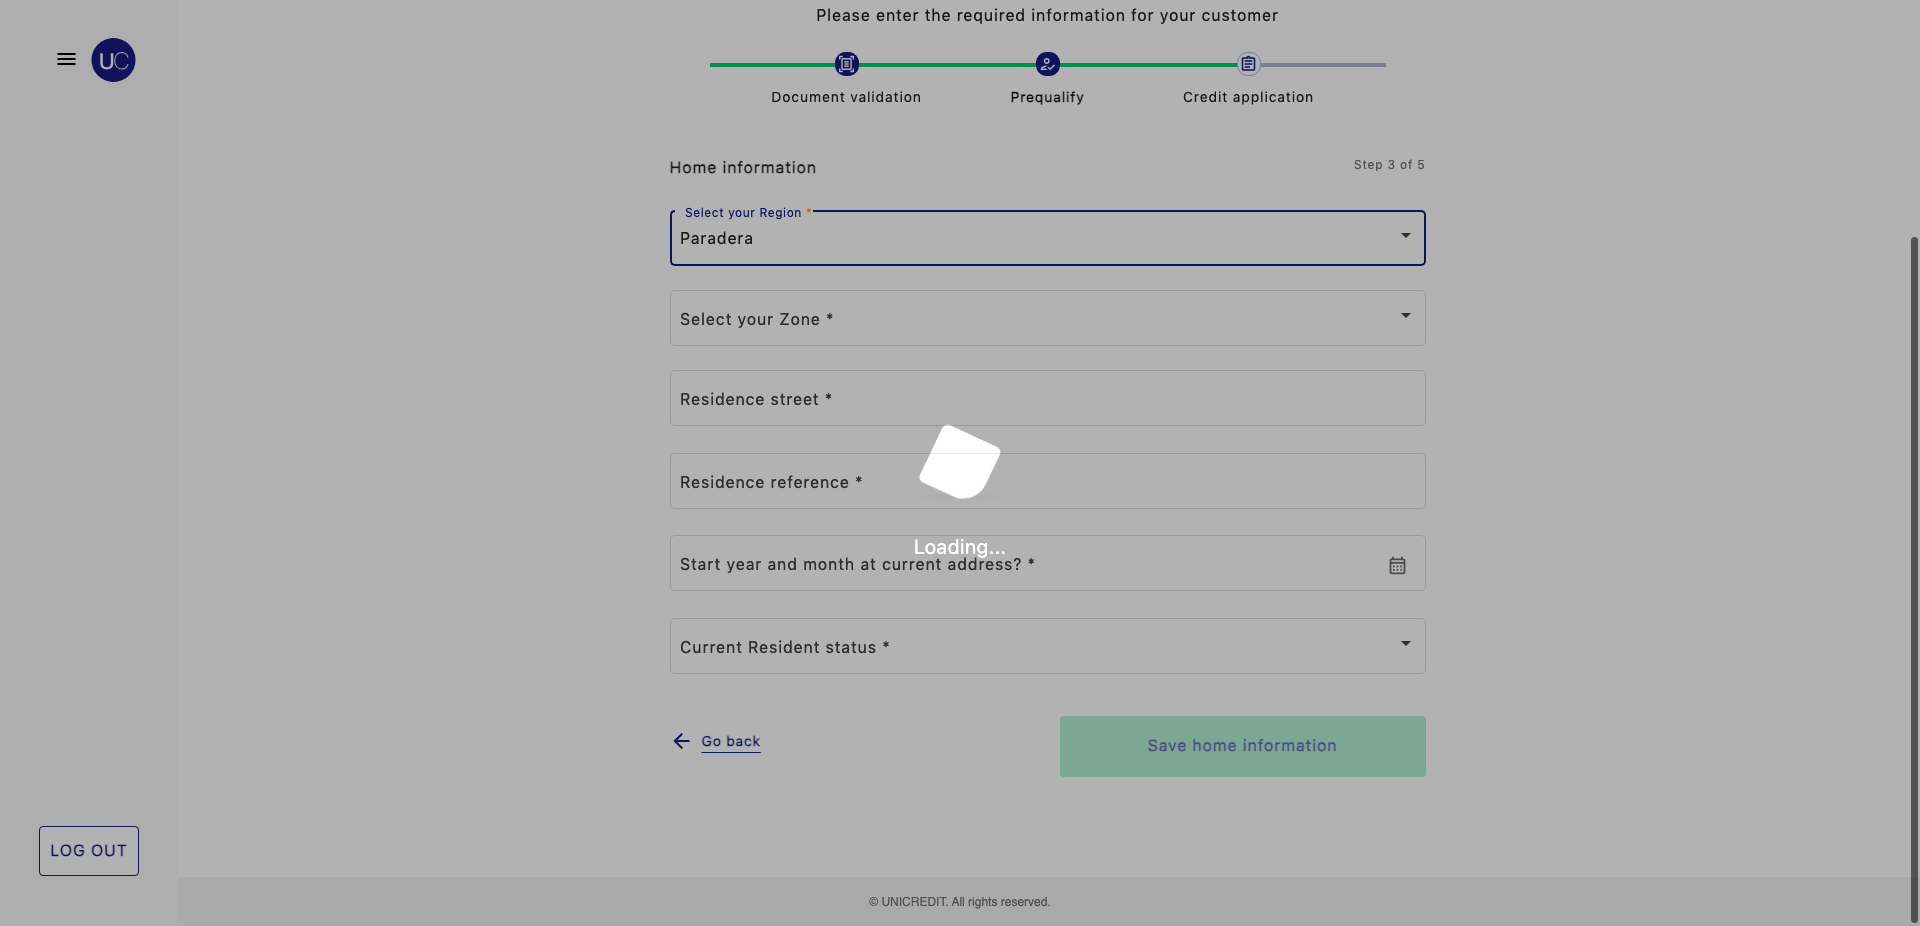 Please enter the required information for your customer
UC
Document validation
Prequalify
Credit application
Home information
Step 3 of 5
Select your Region *
Paradera
Select your Zone *
Residence street *
Residence reference *
Loading...
Start year and month at current address? *
Current Resident status *
Go back
Save home information
LOG OUT
© UNICREDIT. All rights reserved.